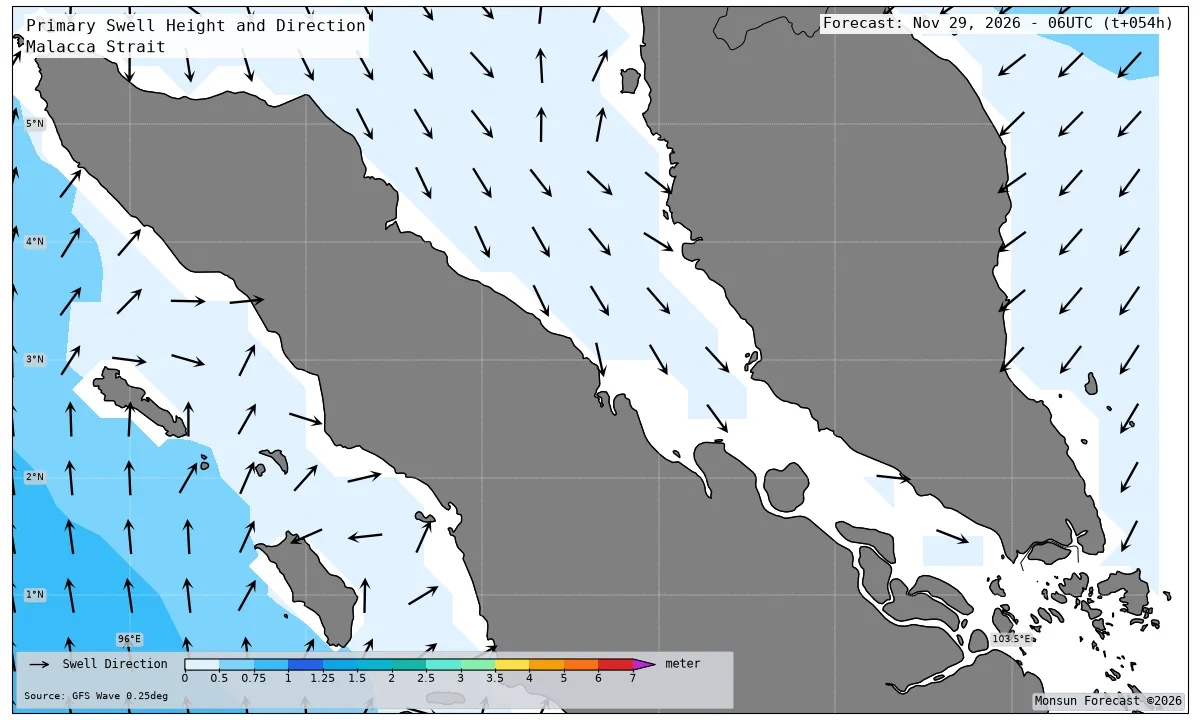 Primary Swell Height and Direction
Malacca Strait
Forecast: Nov 29, 2026 - 06UTC (t+054h)
5°N
4°N
3°N
2°N
1°N
96°E
103.5°E
Swell Direction
meter
0 0.5 0.75 1 1.25 1.5 2 2.5 3 3.5 4 5 6 7
Source: GFS Wave 0.25deg
Monsun Forecast ©2026